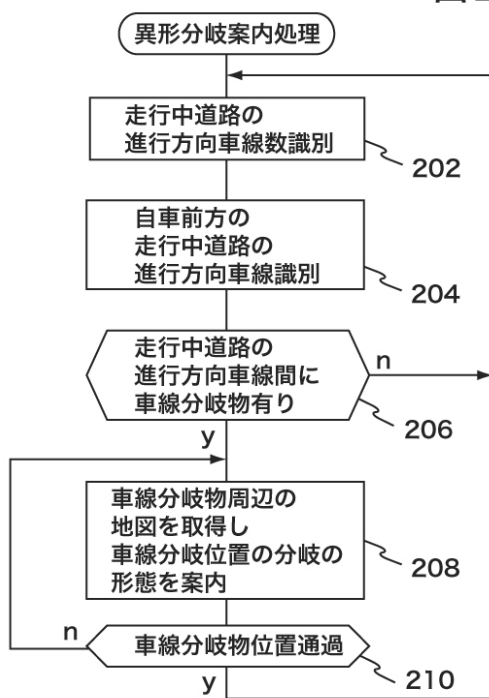 異形分岐案内処理
走行中道路の
進行方向車線数識別
202
自車前方の
走行中道路の
進行方向車線識別
204
走行中道路の
進行方向車線間に
車線分岐物有り
n
206
y
車線分岐物周辺の
地図を取得し
車線分岐位置の分岐の
形態を案内
208
n
車線分岐物位置通過
210
y